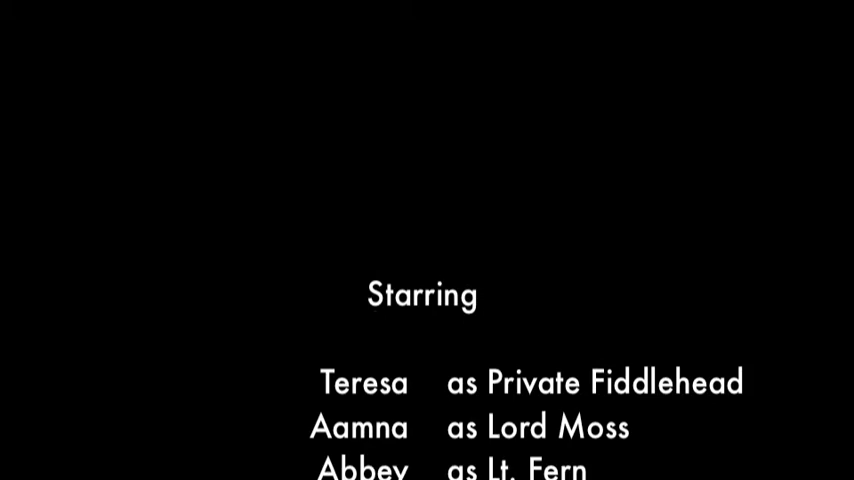 Starring
Teresa as Private Fiddlehead
Aamna as Lord Moss
Abbey as Lt. Fern